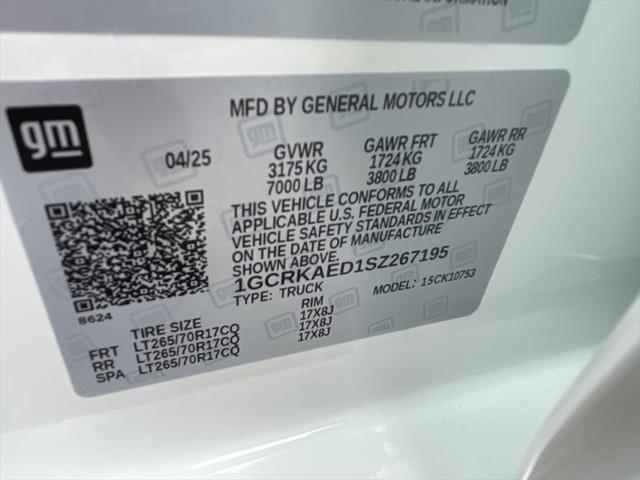 MFD BY GENERAL MOTORS LLC
gm
04/25
GVWR GAWR FRT GAWR RR
3175 KG 1724 KG 1724 KG
7000 LB 3800 LB 3800 LB
THIS VEHICLE CONFORMS TO ALL
APPLICABLE U.S. FEDERAL MOTOR
VEHICLE SAFETY STANDARDS IN EFFECT
ON THE DATE OF MANUFACTURE
SHOWN ABOVE.
1GCRKAED1SZ267195
TYPE: TRUCK MODEL: 15CK10753
8624
TIRE SIZE RIM
FRT LT265/70R17CQ 17X8J
RR LT265/70R17CQ 17X8J
SPA LT265/70R17CQ 17X8J